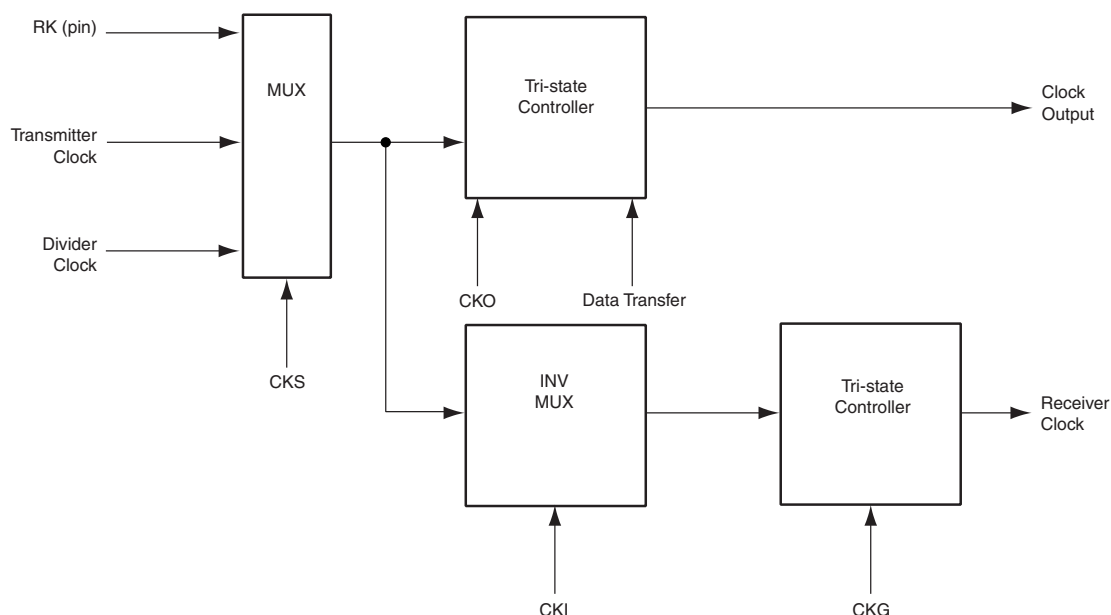 RK (pin)
MUX
Tri-state
Controller
Clock
Output
Transmitter
Clock
Divider
Clock
CKO
Data Transfer
CKS
INV
MUX
Tri-state
Controller
Receiver
Clock
CKI
CKG